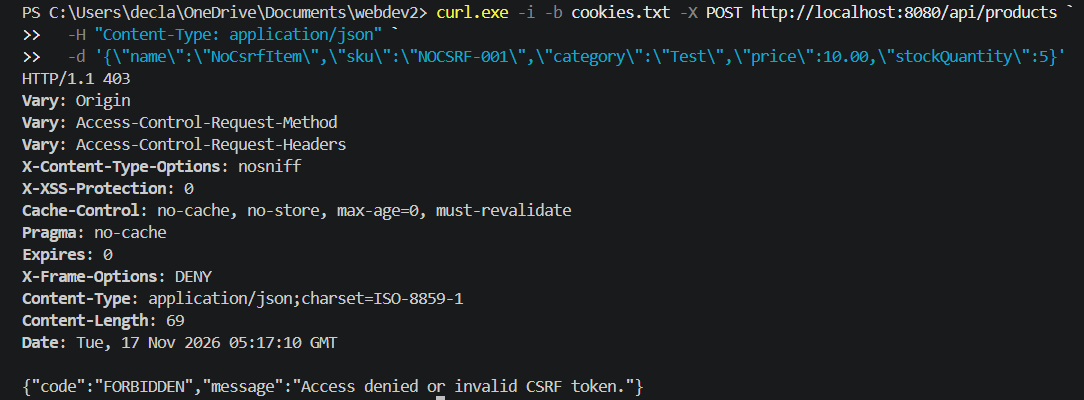 PS C:\Users\decla\OneDrive\Documents\webdev2> curl.exe -i -b cookies.txt -X POST http://localhost:8080/api/products `
>>   -H "Content-Type: application/json" `
>>   -d '{\"name\":\"NoCsrfItem\",\"sku\":\"NOCSRF-001\",\"category\":\"Test\",\"price\":10.00,\"stockQuantity\":5}'
HTTP/1.1 403
Vary: Origin
Vary: Access-Control-Request-Method
Vary: Access-Control-Request-Headers
X-Content-Type-Options: nosniff
X-XSS-Protection: 0
Cache-Control: no-cache, no-store, max-age=0, must-revalidate
Pragma: no-cache
Expires: 0
X-Frame-Options: DENY
Content-Type: application/json;charset=ISO-8859-1
Content-Length: 69
Date: Tue, 17 Nov 2026 05:17:10 GMT

{"code":"FORBIDDEN","message":"Access denied or invalid CSRF token."}